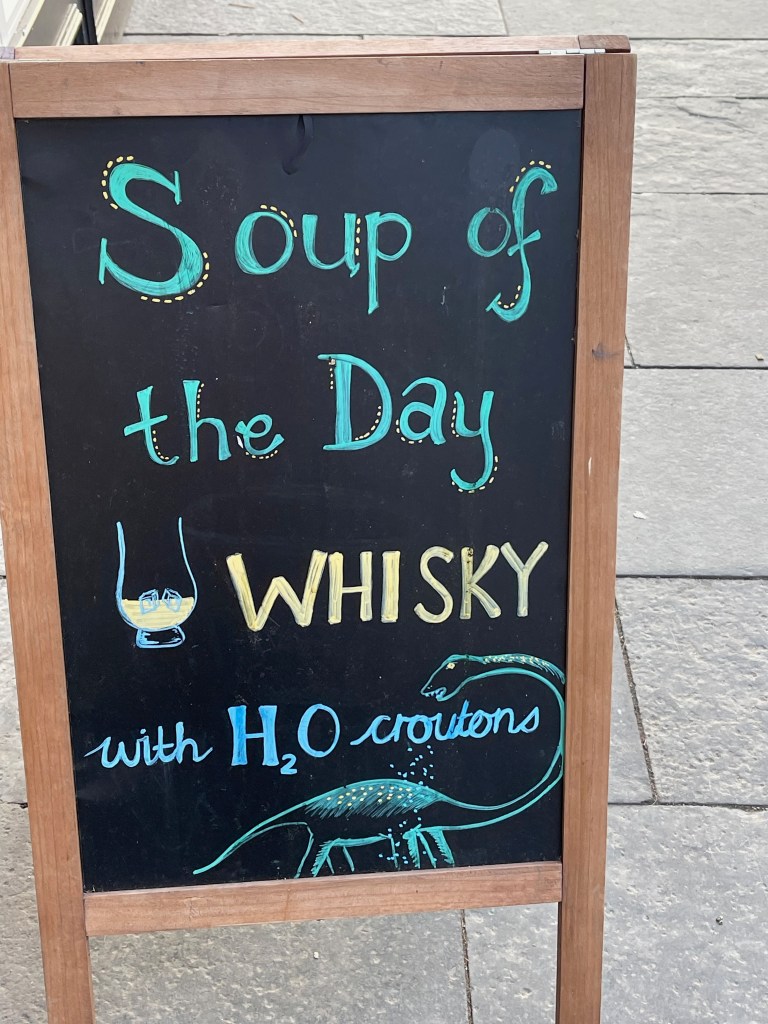 Soup of
the Day
WHISKY
with H₂O croutons